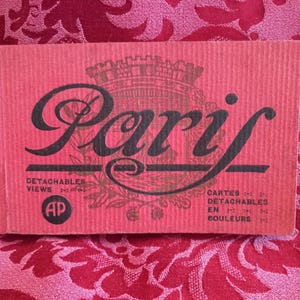 Paris
DETACHABLES
VIEWS
AP
CARTES
DÉTACHABLES
EN
COULEURS